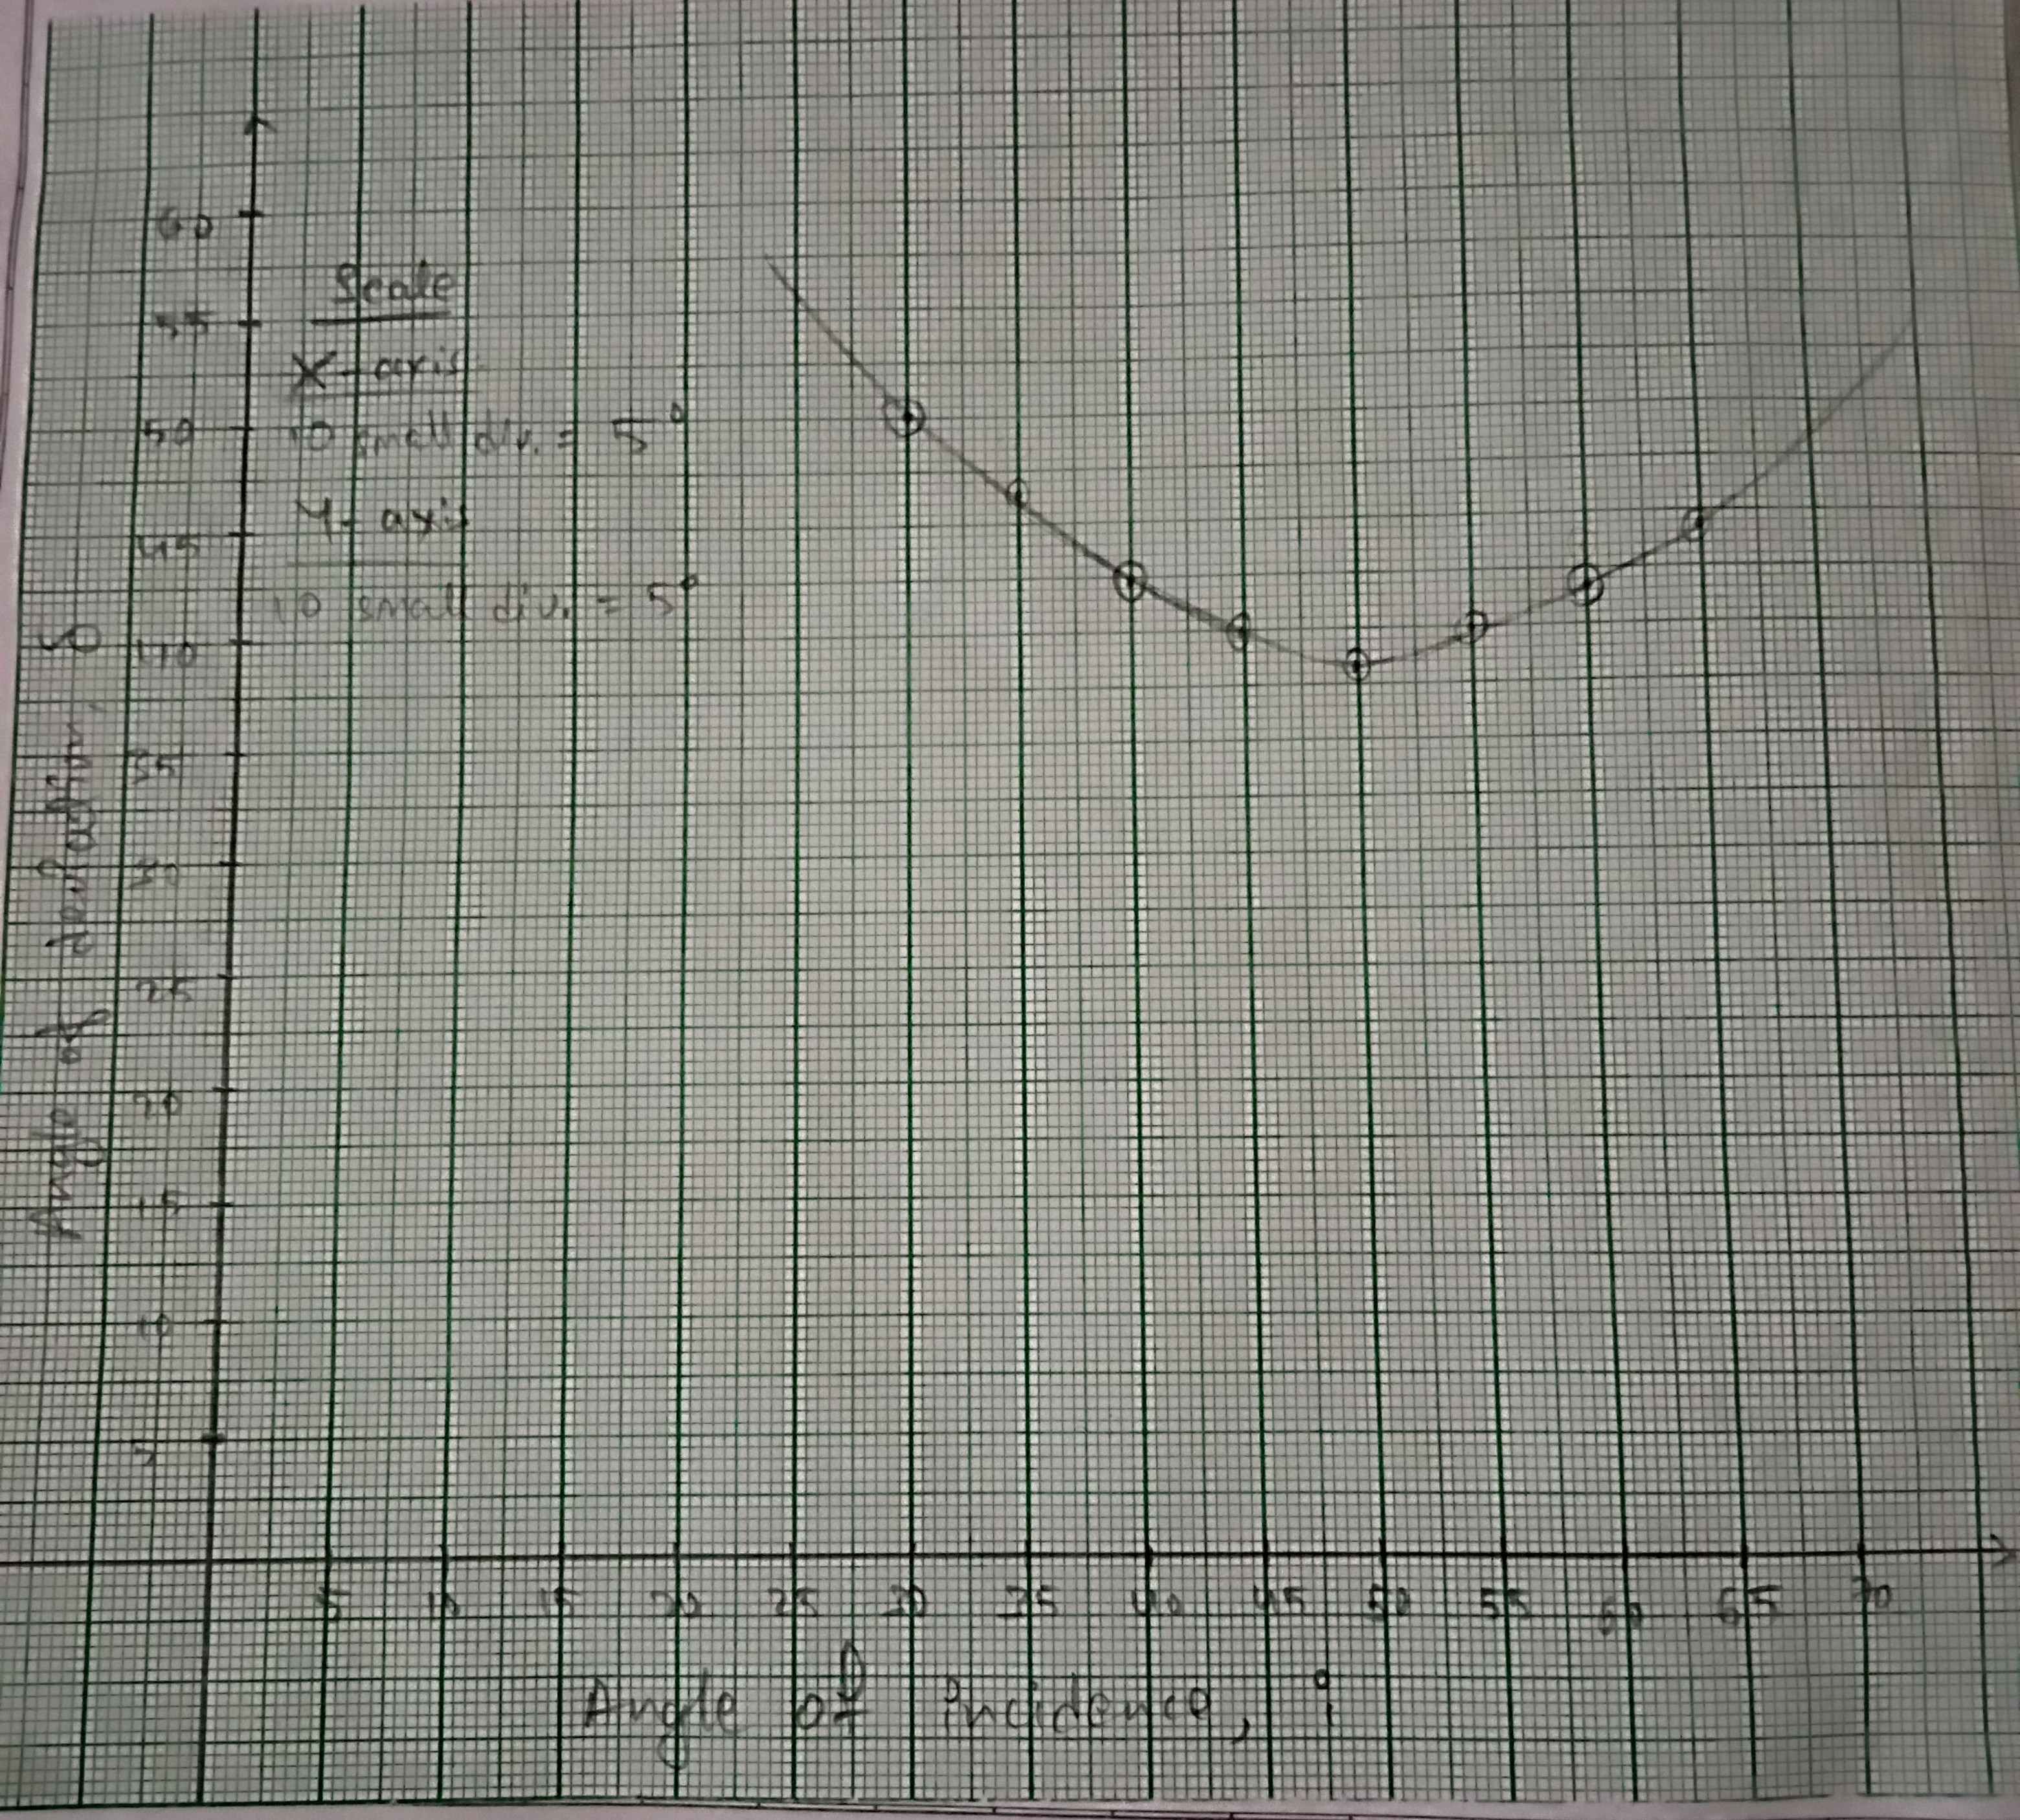 60
Scale
55
X-axis
50
10 small div. = 5°
Y-axis
45
10 small div. = 5°
40
35
30
25
20
15
10
5
Angle of deviation, δ
5 10 15 20 25 30 35 40 45 50 55 60 65 70
Angle of incidence, i